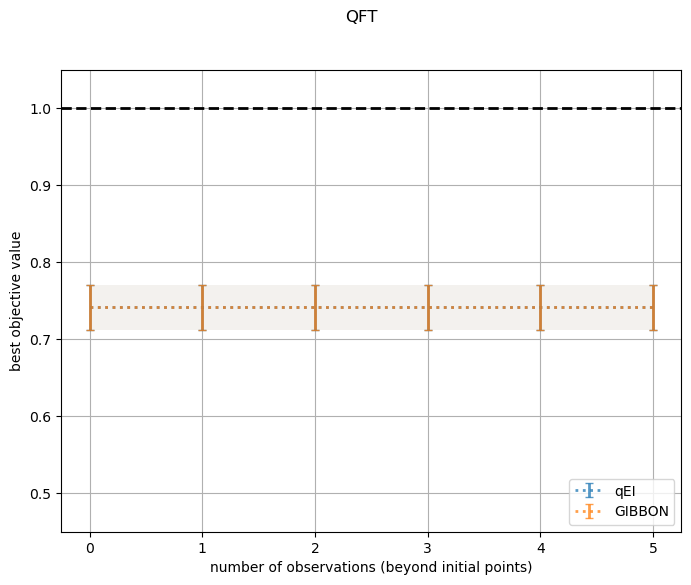 QFT
best objective value
1.0
0.9
0.8
0.7
0.6
0.5
0 1 2 3 4 5
number of observations (beyond initial points)
qEI
GIBBON